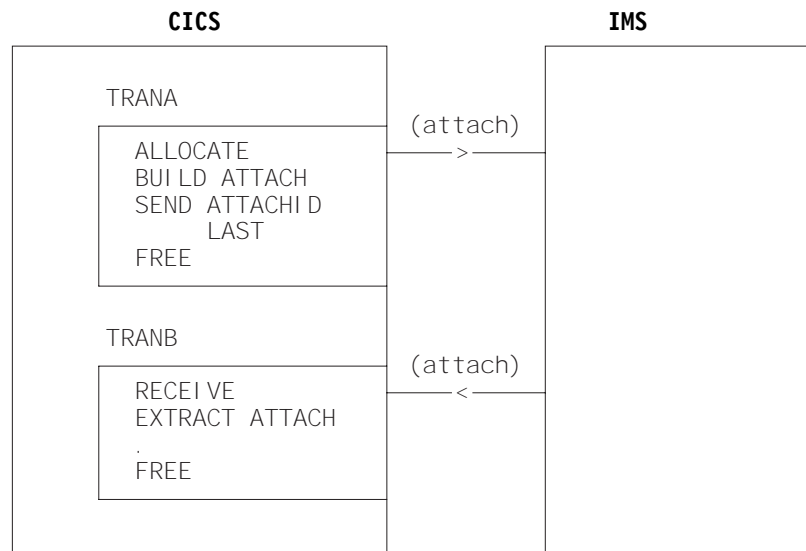 CICS IMS
TRANA
(attach)
>
ALLOCATE
BUILD ATTACH
SEND ATTACHID
LAST
FREE
TRANB
(attach)
<
RECEIVE
EXTRACT ATTACH
.
FREE